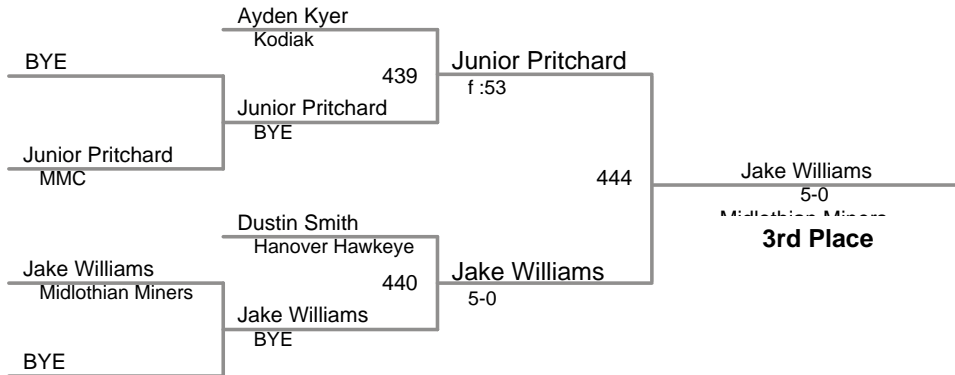 Ayden Kyer
Kodiak
BYE
439
Junior Pritchard
f :53
Junior Pritchard
BYE
Junior Pritchard
MMC
444
Jake Williams
5-0
Midlothian Miners
3rd Place
Dustin Smith
Hanover Hawkeye
Jake Williams
Midlothian Miners
440
Jake Williams
5-0
Jake Williams
BYE
BYE